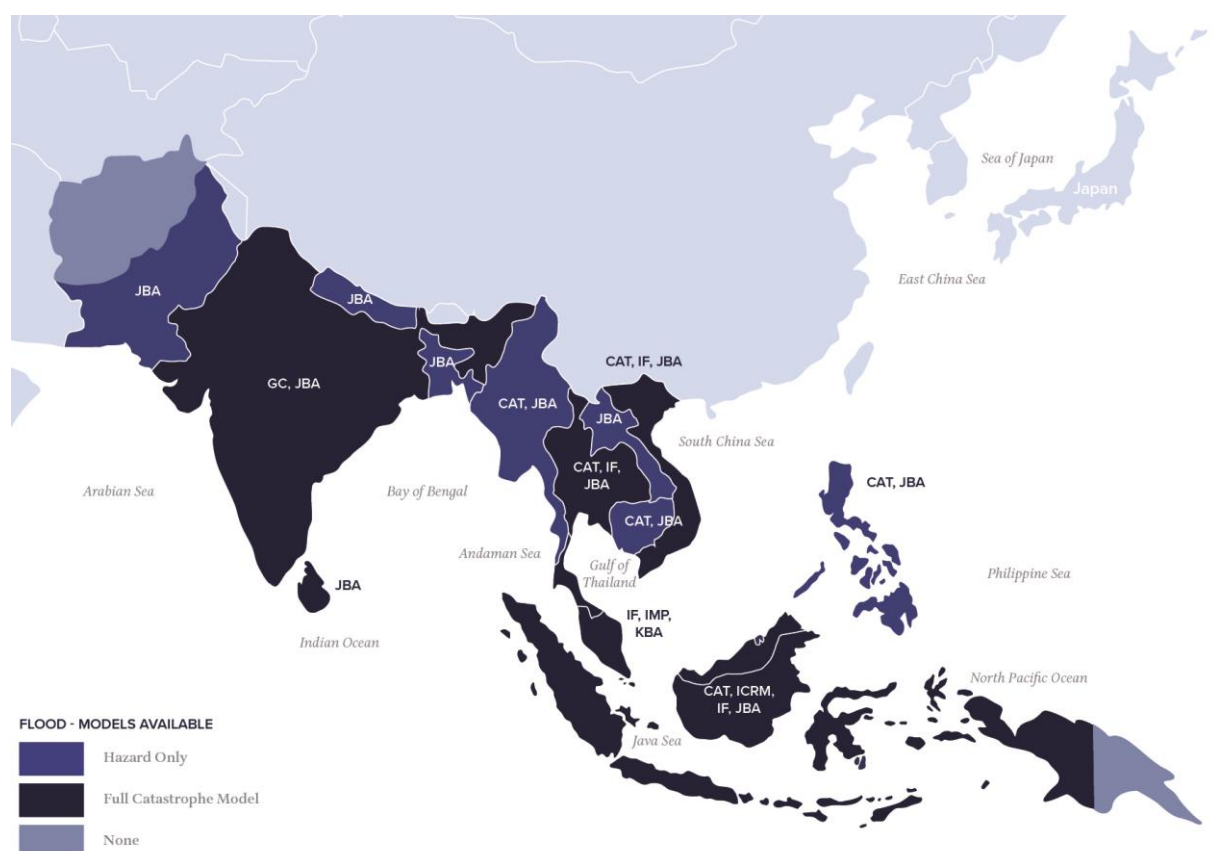 Sea of Japan
Japan
East China Sea
JBA
JBA
JBA
CAT, IF, JBA
GC, JBA
CAT, JBA
JBA
South China Sea
CAT, IF,
JBA
CAT, JBA
Arabian Sea
Bay of Bengal
CAT, JBA
Andaman Sea
Gulf of
Thailand
Philippine Sea
JBA
IF, IMP,
KBA
Indian Ocean
North Pacific Ocean
CAT, ICRM,
IF, JBA
Java Sea
FLOOD - MODELS AVAILABLE
Hazard Only
Full Catastrophe Model
None